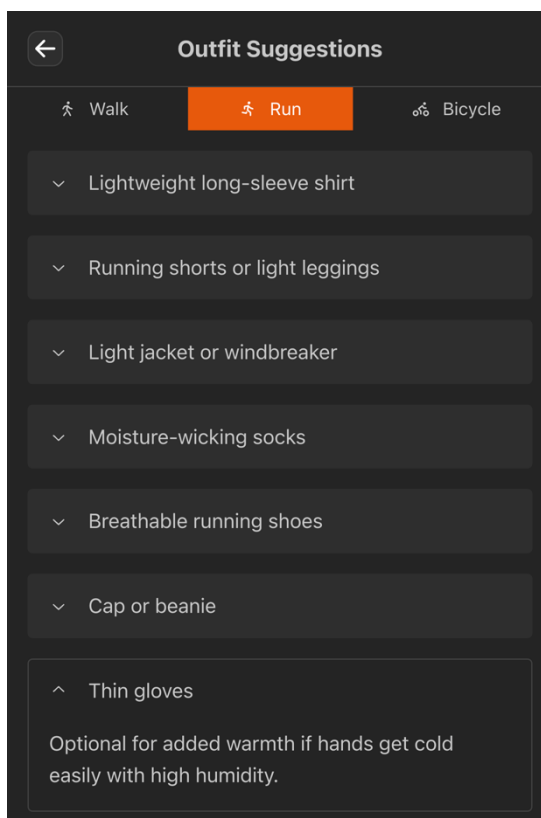 Outfit Suggestions
Walk
Run
Bicycle
Lightweight long-sleeve shirt
Running shorts or light leggings
Light jacket or windbreaker
Moisture-wicking socks
Breathable running shoes
Cap or beanie
Thin gloves
Optional for added warmth if hands get cold
easily with high humidity.